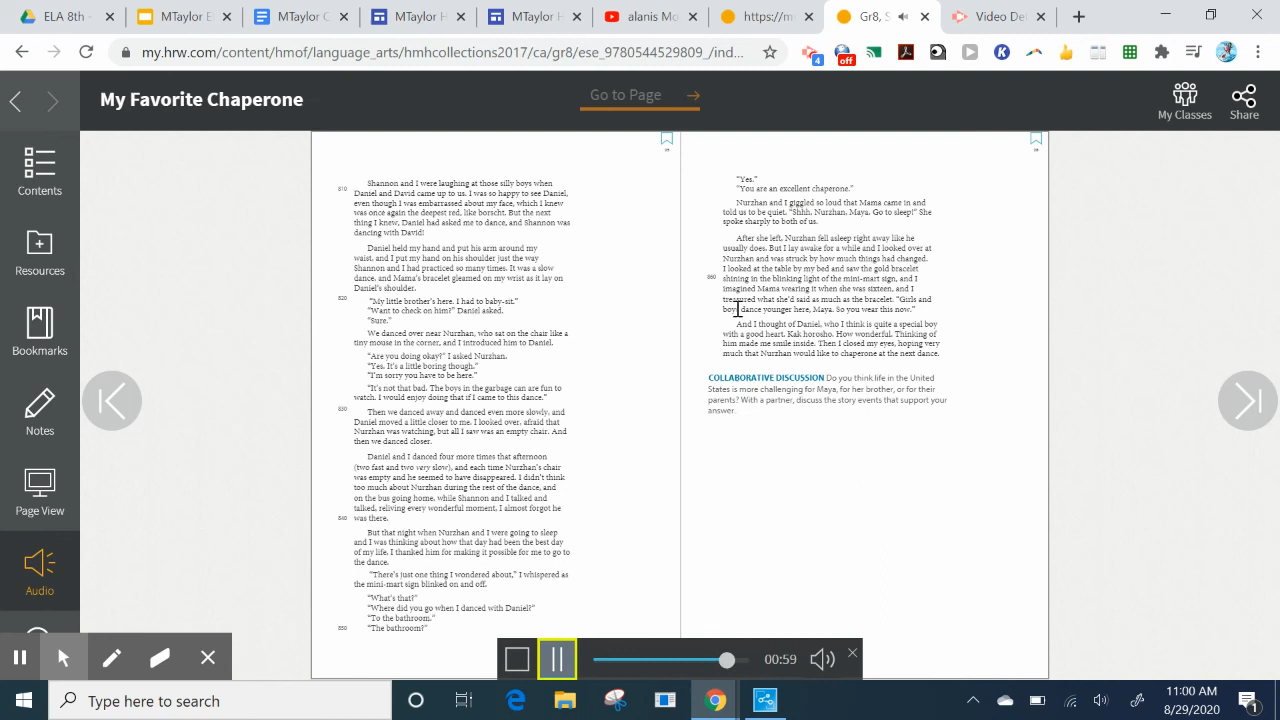 ELA 8th
MTaylor E
MTaylor C
MTaylor H
MTaylor H
alanis Mo
https://m
Gr8, S
Video De
my.hrw.com/content/hmof/language_arts/hmhcollections2017/ca/gr8/ese_9780544529809_/ind...
4
off
My Favorite Chaperone
Go to Page
My Classes
Share
Contents
Resources
Bookmarks
Notes
Page View
Audio
810
Shannon and I were laughing at those silly boys when
Daniel and David came up to us. I was so happy to see Daniel,
even though I was embarrassed about my face, which I knew
was once again the deepest red, like borscht. But the next
thing I knew, Daniel had asked me to dance, and Shannon was
dancing with David!
Daniel held my hand and put his arm around my
waist, and I put my hand on his shoulder just the way
Shannon and I had practiced so many times. It was a slow
dance, and Mama's bracelet gleamed on my wrist as it lay on
Daniel's shoulder.
820
"My little brother's here. I had to baby-sit."
"Want to check on him?" Daniel asked.
"Sure."
We danced over near Nurzhan, who sat on the chair like a
tiny mouse in the corner, and I introduced him to Daniel.
"Are you doing okay?" I asked Nurzhan.
"Yes. It's a little boring though."
"I'm sorry you have to be here."
"It's not that bad. The boys in the garbage can are fun to
watch. I would enjoy doing that if I came to this dance."
830
Then we danced away and danced even more slowly, and
Daniel moved a little closer to me. I looked over, afraid that
Nurzhan was watching, but all I saw was an empty chair. And
then we danced closer.
Daniel and I danced four more times that afternoon
(two fast and two very slow), and each time Nurzhan's chair
was empty and he seemed to have disappeared. I didn't think
too much about Nurzhan during the rest of the dance, and
on the bus going home, while Shannon and I talked and
talked, reliving every wonderful moment, I almost forgot he
840
was there.
But that night when Nurzhan and I were going to sleep
and I was thinking about how that day had been the best day
of my life, I thanked him for making it possible for me to go to
the dance.
"There's just one thing I wondered about," I whispered as
the mini-mart sign blinked on and off.
"What's that?"
"Where did you go when I danced with Daniel?"
"To the bathroom."
850
"The bathroom?"
"Yes."
"You are an excellent chaperone."
Nurzhan and I giggled so loud that Mama came in and
told us to be quiet. "Shhh, Nurzhan, Maya. Go to sleep!" She
spoke sharply to both of us.
After she left, Nurzhan fell asleep right away like he
usually does. But I lay awake for a while and I looked over at
Nurzhan and was struck by how much things had changed.
I looked at the table by my bed and saw the gold bracelet
860
shining in the blinking light of the mini-mart sign, and I
imagined Mama wearing it when she was sixteen, and I
treasured what she'd said as much as the bracelet. "Girls and
boys dance younger here, Maya. So you wear this now."
And I thought of Daniel, who I think is quite a special boy
with a good heart. Kak horosho. How wonderful. Thinking of
him made me smile inside. Then I closed my eyes, hoping very
much that Nurzhan would like to chaperone at the next dance.
COLLABORATIVE DISCUSSION Do you think life in the United
States is more challenging for Maya, for her brother, or for their
parents? With a partner, discuss the story events that support your
answer.
00:59
Type here to search
11:00 AM
8/29/2020
1